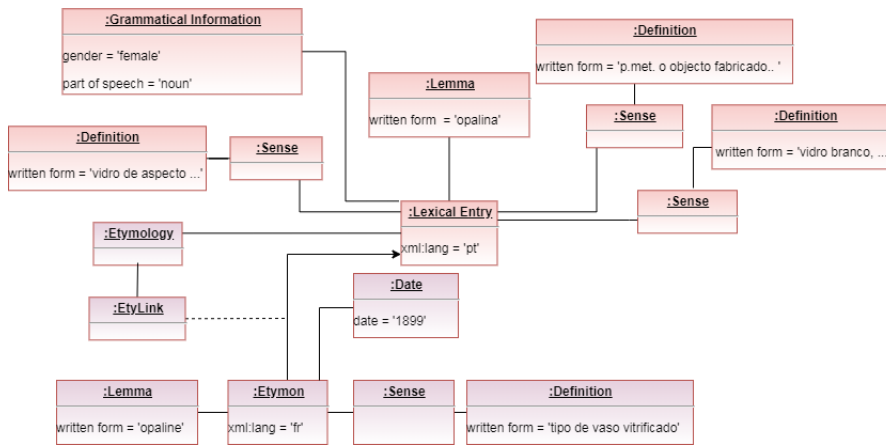 :Grammatical Information
gender = 'female'
part of speech = 'noun'
:Lemma
written form  = 'opalina'
:Definition
written form = 'p.met. o objecto fabricado.. '
:Definition
written form = 'vidro de aspecto ...'
:Sense
:Sense
:Definition
written form = 'vidro branco, ...
:Sense
:Lexical Entry
xml:lang = 'pt'
:Etymology
:EtyLink
:Date
date = '1899'
:Lemma
written form = 'opaline'
:Etymon
xml:lang = 'fr'
:Sense
:Definition
written form = 'tipo de vaso vitrificado'